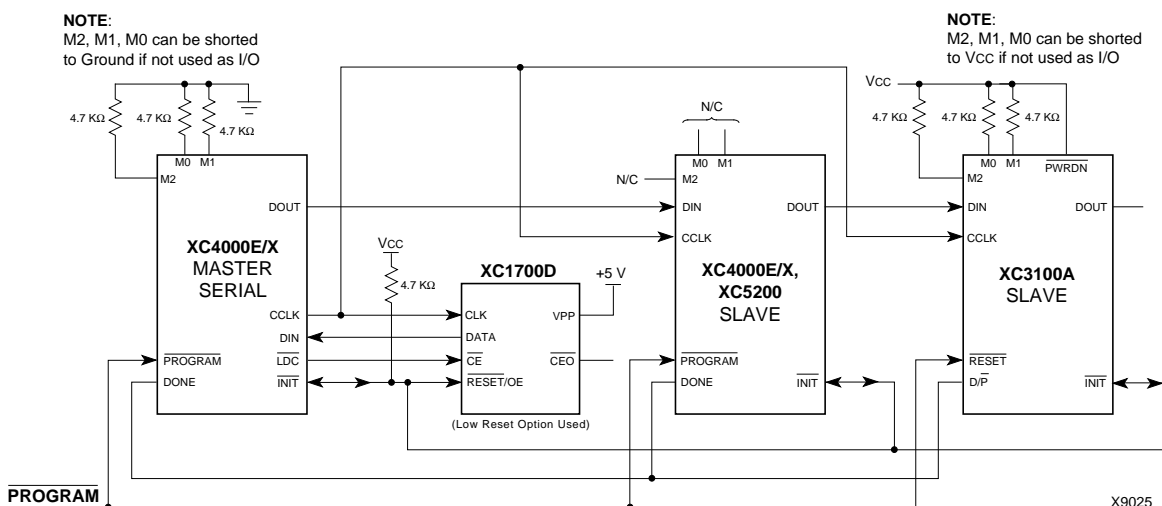 NOTE:
M2, M1, M0 can be shorted
to Ground if not used as I/O
NOTE:
M2, M1, M0 can be shorted
to VCC if not used as I/O
4.7 KΩ
4.7 KΩ
4.7 KΩ
N/C
VCC
4.7 KΩ
4.7 KΩ
4.7 KΩ
M0 M1
M2
DOUT
XC4000E/X
MASTER
SERIAL
CCLK
DIN
PROGRAM
LDC
DONE
INIT
VCC
4.7 KΩ
XC1700D
+5 V
CLK
VPP
DATA
CE
CEO
RESET/OE
(Low Reset Option Used)
N/C
M0 M1
M2
DIN
DOUT
CCLK
XC4000E/X,
XC5200
SLAVE
PROGRAM
DONE
INIT
M0 M1
PWRDN
M2
DIN
DOUT
CCLK
XC3100A
SLAVE
RESET
D/P
INIT
PROGRAM
X9025